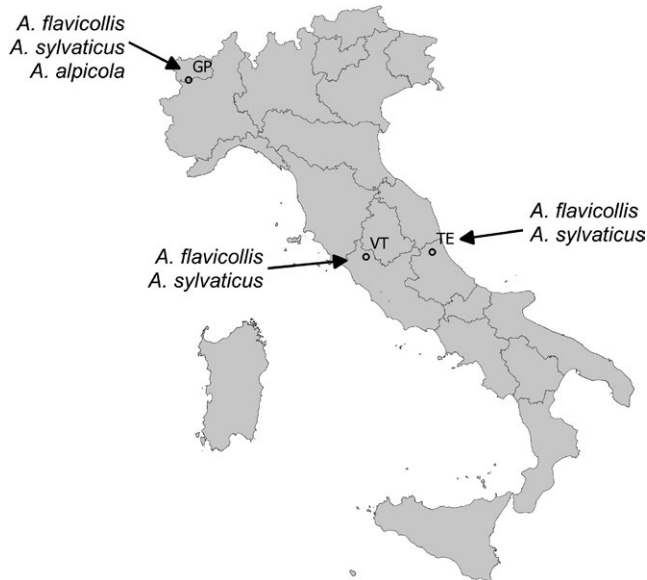 A. flavicollis
A. sylvaticus
A. alpicola
GP
A. flavicollis
A. sylvaticus
TE
VT
A. flavicollis
A. sylvaticus